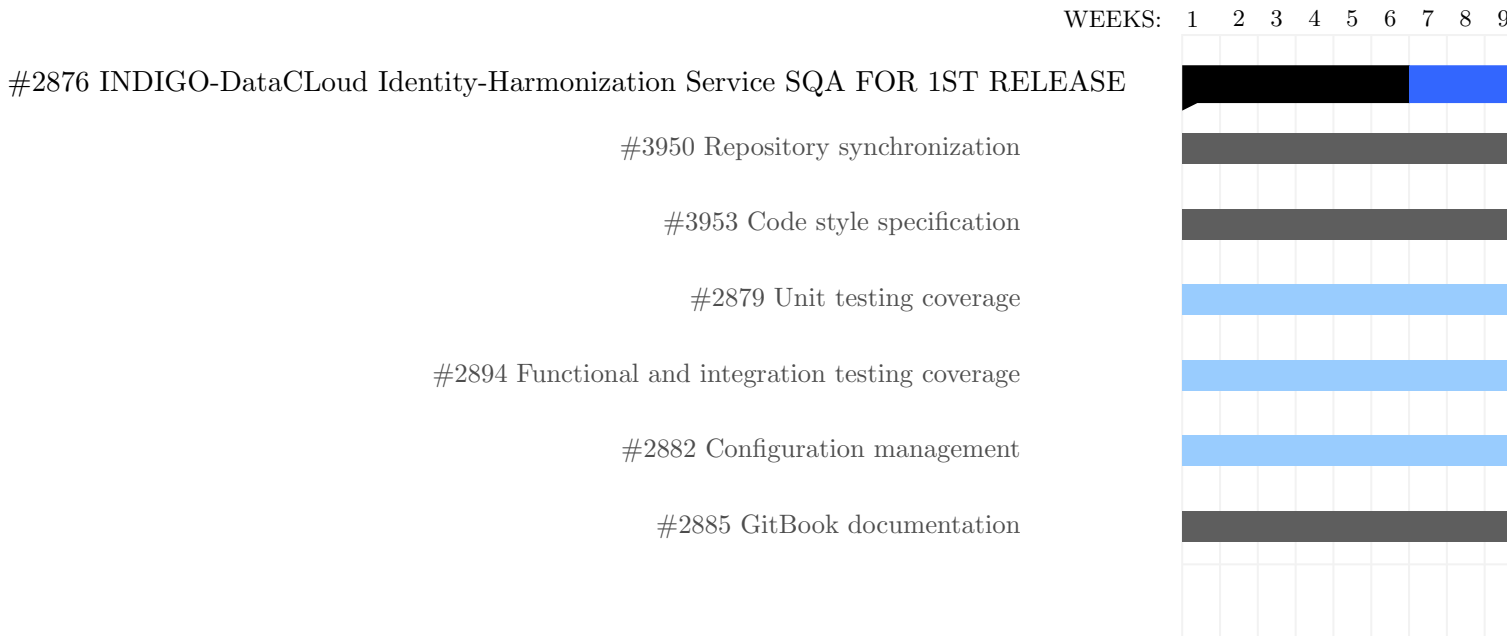 WEEKS: 1 2 3 4 5 6 7 8 9
#2876 INDIGO-DataCLoud Identity-Harmonization Service SQA FOR 1ST RELEASE
#3950 Repository synchronization
#3953 Code style specification
#2879 Unit testing coverage
#2894 Functional and integration testing coverage
#2882 Configuration management
#2885 GitBook documentation